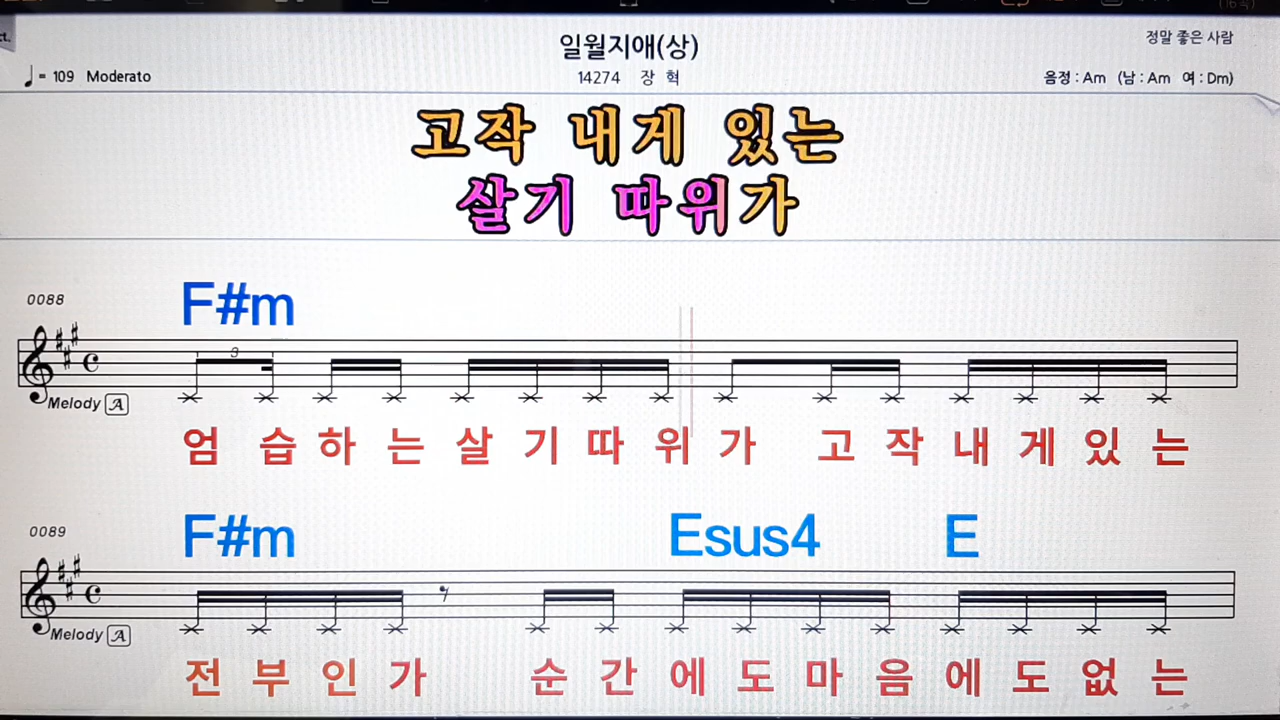 일월지애(상)
정말 좋은 사람
♩= 109 Moderato
14274 장 혁
음정 : Am (남 : Am 여 : Dm)
고작 내게 있는
살기 따위가
0088
F#m
3
Melody A
엄 습 하 는 살 기 따 위 가 고 작 내 게 있 는
0089
F#m Esus4 E
Melody A
전 부 인 가 순 간 에 도 마 음 에 도 없 는